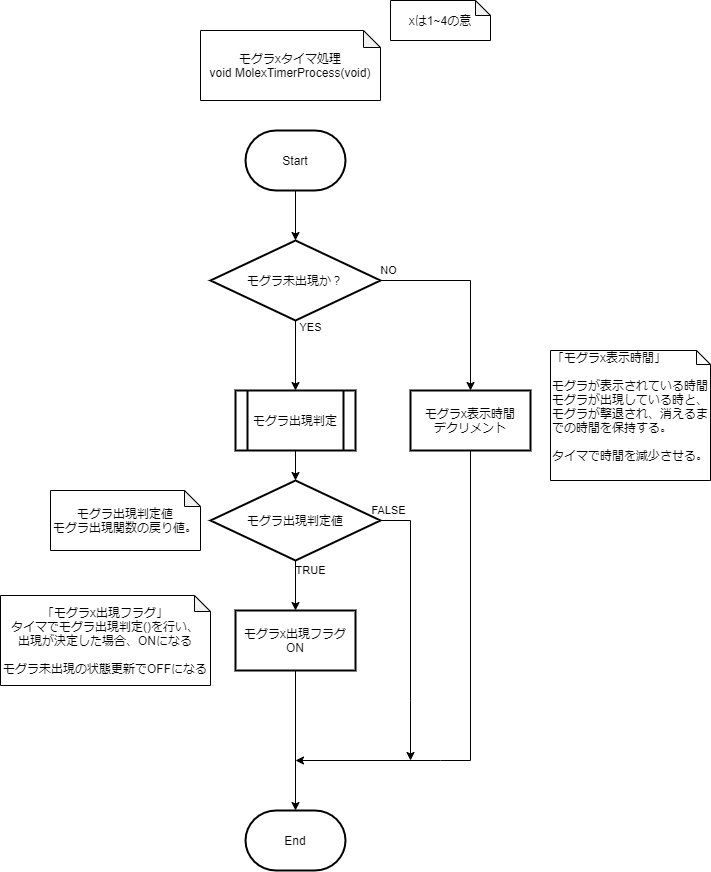 xは1~4の意
モグラxタイマ処理
void MolexTimerProcess(void)
Start
モグラ未出現か？
NO
YES
「モグラx表示時間」
モグラが表示されている時間
モグラが出現している時と、
モグラが撃退され、消えるま
での時間を保持する。
タイマで時間を減少させる。
モグラ出現判定
モグラx表示時間
デクリメント
モグラ出現判定値
モグラ出現関数の戻り値。
モグラ出現判定値
FALSE
TRUE
「モグラx出現フラグ」
タイマでモグラ出現判定()を行い、
出現が決定した場合、ONになる
モグラ未出現の状態更新でOFFになる
モグラx出現フラグ
ON
End